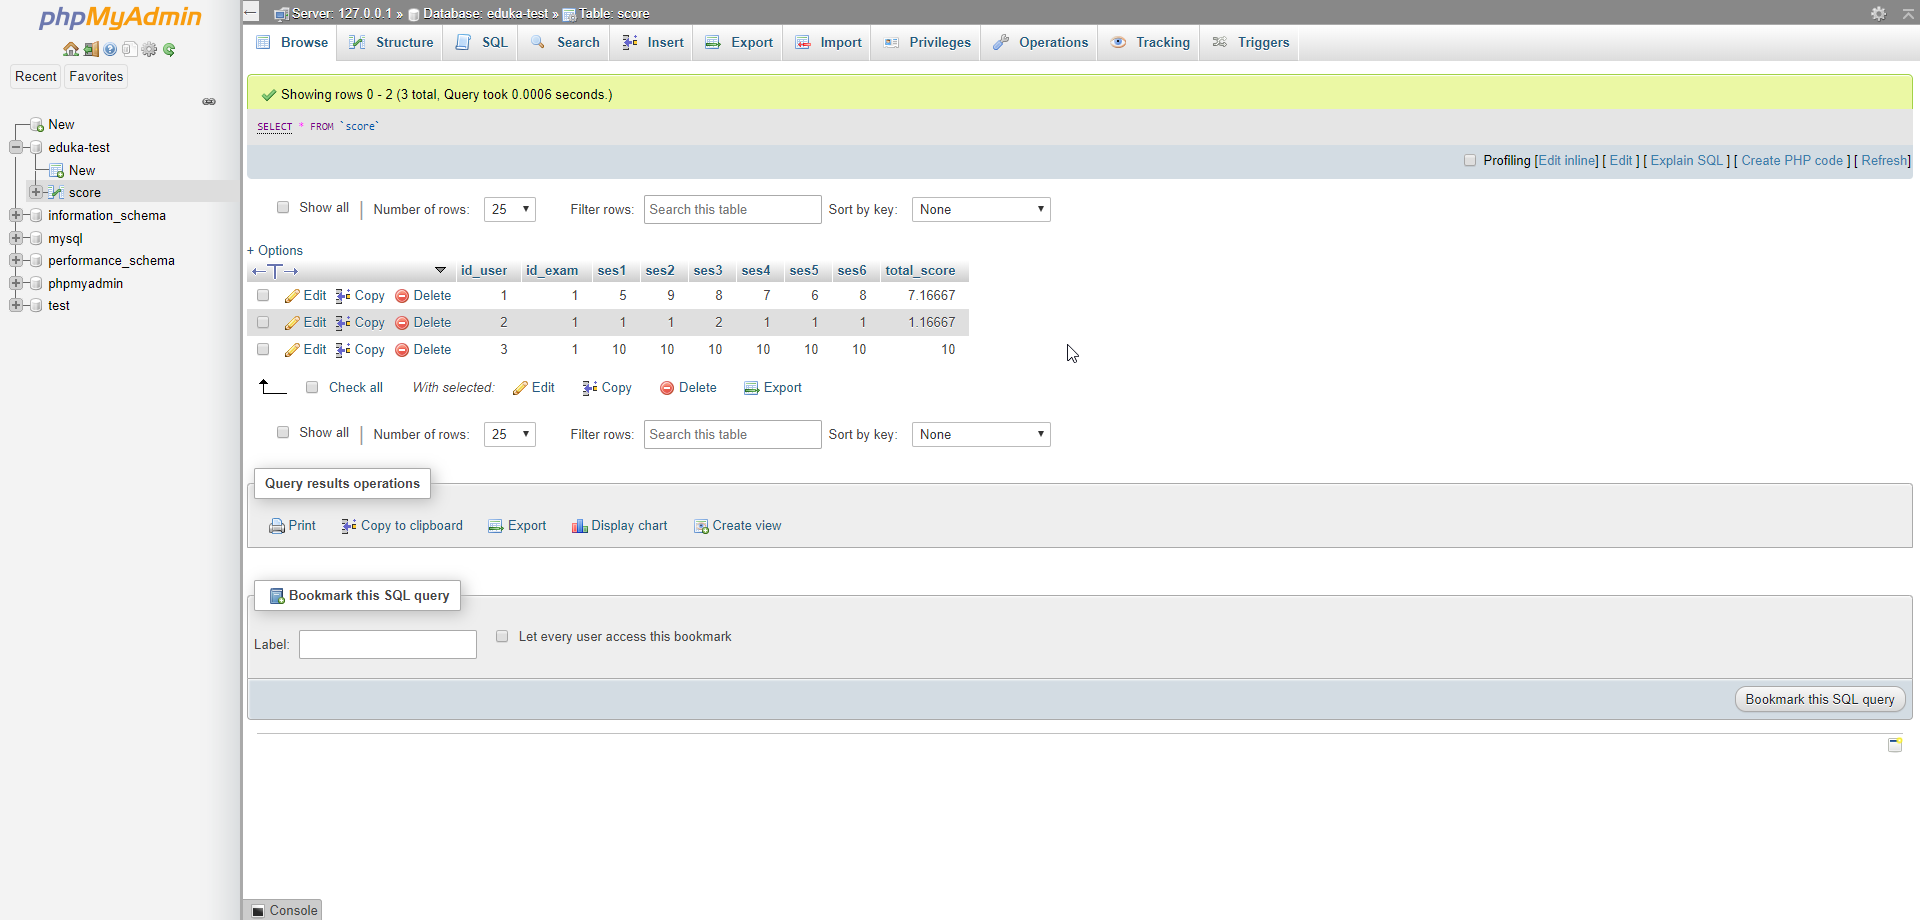 phpMyAdmin
Recent Favorites
New
eduka-test
New
score
information_schema
mysql
performance_schema
phpmyadmin
test
Server: 127.0.0.1 » Database: eduka-test » Table: score
Browse Structure SQL Search Insert Export Import Privileges Operations Tracking Triggers
Showing rows 0 - 2 (3 total, Query took 0.0006 seconds.)
SELECT * FROM `score`
Profiling [Edit inline] [ Edit ] [ Explain SQL ] [ Create PHP code ] [ Refresh]
Show all | Number of rows: 25 Filter rows: Search this table Sort by key: None
+ Options
←T→ id_user id_exam ses1 ses2 ses3 ses4 ses5 ses6 total_score
Edit Copy Delete 1 1 5 9 8 7 6 8 7.16667
Edit Copy Delete 2 1 1 1 2 1 1 1 1.16667
Edit Copy Delete 3 1 10 10 10 10 10 10 10
Check all With selected: Edit Copy Delete Export
Show all | Number of rows: 25 Filter rows: Search this table Sort by key: None
Query results operations
Print Copy to clipboard Export Display chart Create view
Bookmark this SQL query
Label: Let every user access this bookmark
Bookmark this SQL query
Console